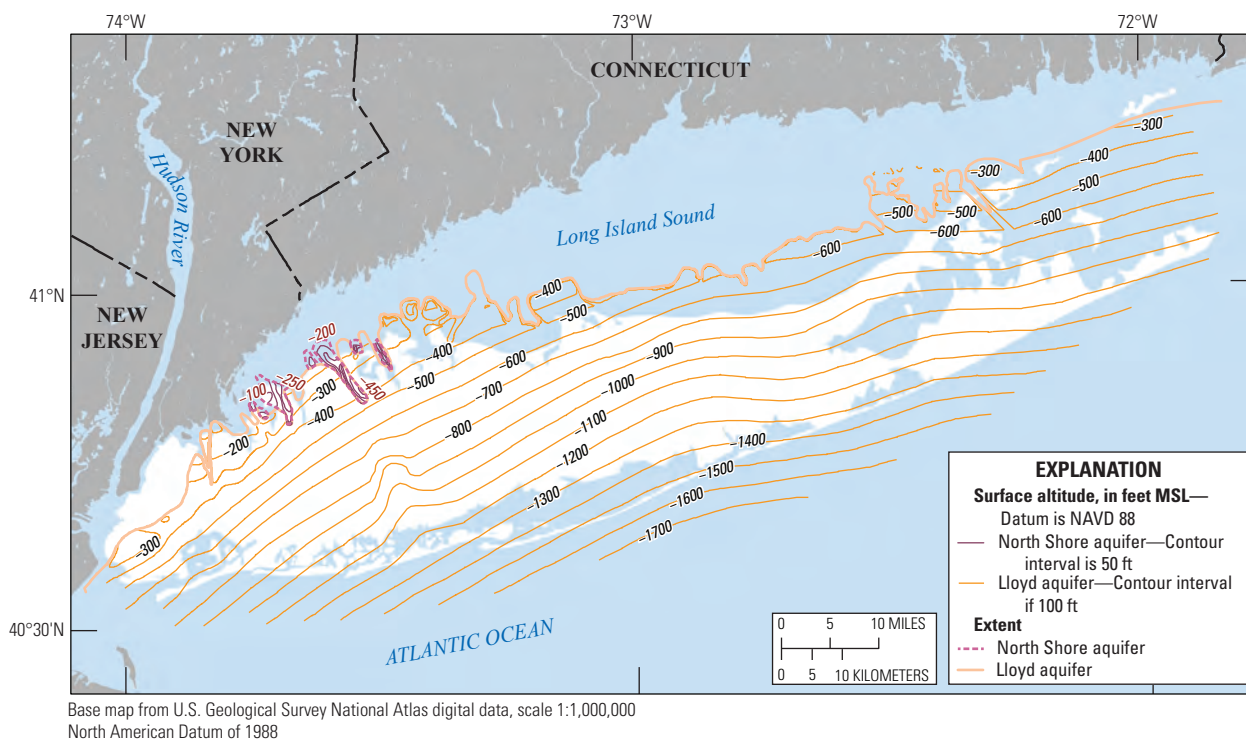 74°W
73°W
72°W
CONNECTICUT
NEW
YORK
Hudson River
Long Island Sound
41°N
NEW
JERSEY
−300
−400
−500
−600
−300
−500
−500
−600
−600
−400
−500
−200
−100
−250
−450
−300
−400
−200
−400
−500
−600
−700
−800
−900
−1000
−1100
−1200
−1300
−1400
−1500
−1600
−1700
−300
40°30'N
ATLANTIC OCEAN
0 5 10 MILES
0 5 10 KILOMETERS
EXPLANATION
Surface altitude, in feet MSL—
Datum is NAVD 88
North Shore aquifer—Contour
interval is 50 ft
Lloyd aquifer—Contour interval
if 100 ft
Extent
North Shore aquifer
Lloyd aquifer
Base map from U.S. Geological Survey National Atlas digital data, scale 1:1,000,000
North American Datum of 1988